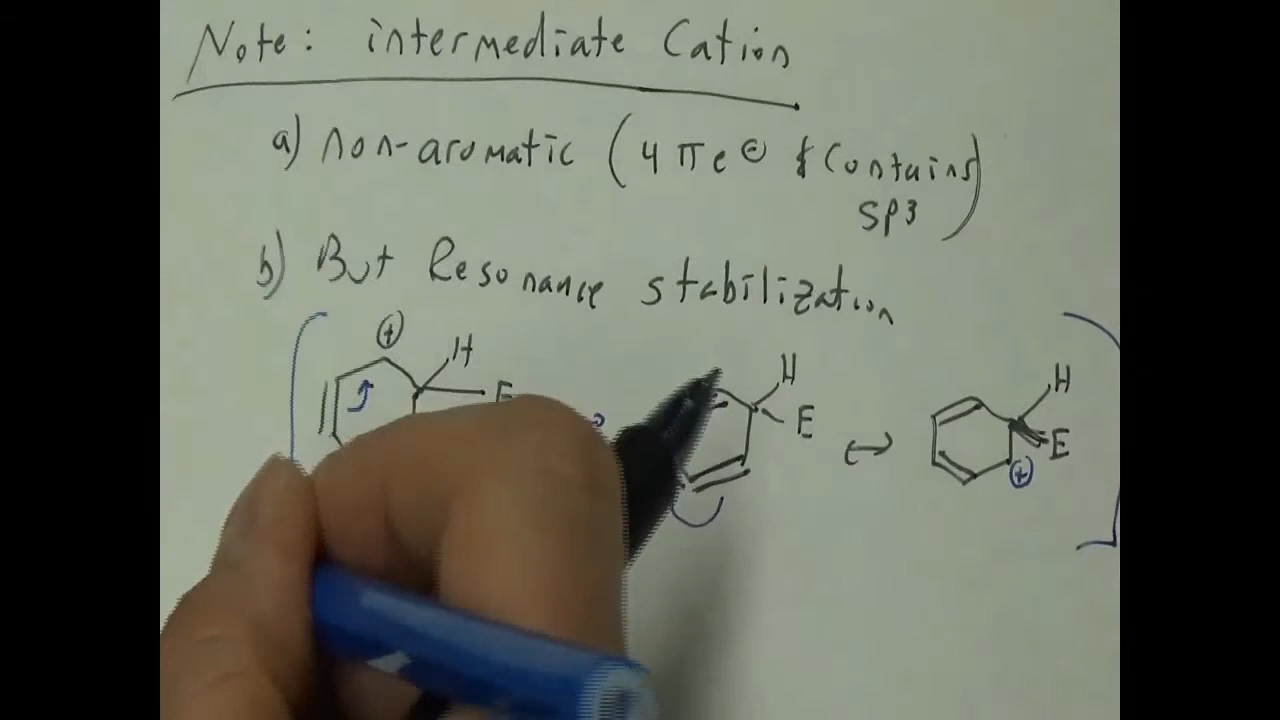 Note: intermediate Cation
a) non-aromatic (4 π e ⊖ & Contains)
SP3
b) But Resonance stabilization
⊕
H
E
H
E
↔
H
E
⊕